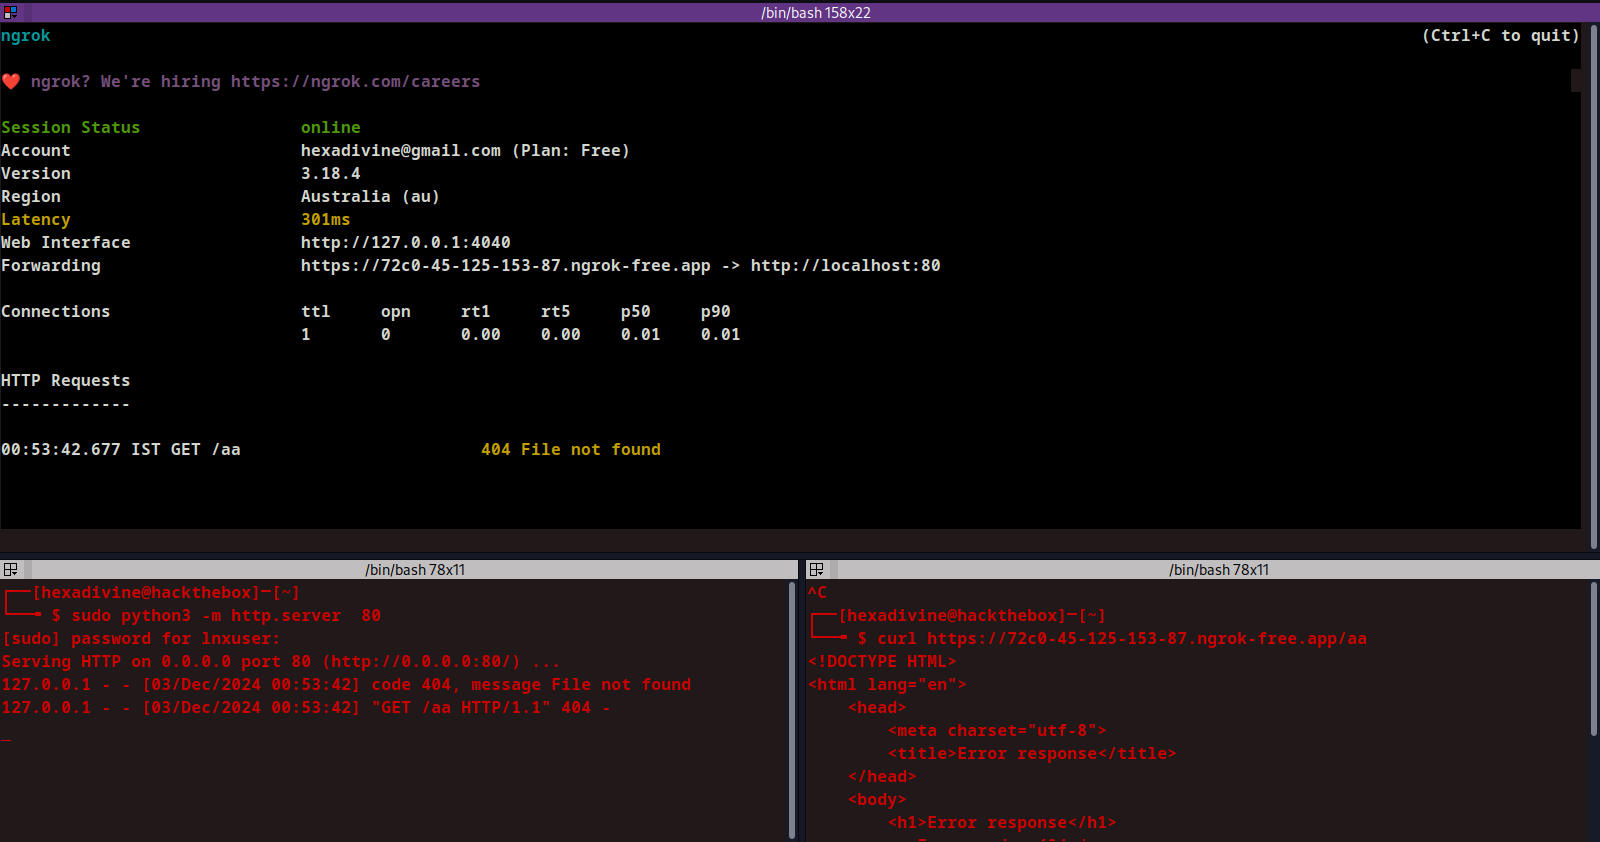 /bin/bash 158x22
ngrok (Ctrl+C to quit)
❤️ ngrok? We're hiring https://ngrok.com/careers
Session Status online
Account hexadivine@gmail.com (Plan: Free)
Version 3.18.4
Region Australia (au)
Latency 301ms
Web Interface http://127.0.0.1:4040
Forwarding https://72c0-45-125-153-87.ngrok-free.app -> http://localhost:80
Connections ttl opn rt1 rt5 p50 p90
1 0 0.00 0.00 0.01 0.01
HTTP Requests
-------------
00:53:42.677 IST GET /aa 404 File not found
/bin/bash 78x11
┌──[hexadivine@hackthebox]─[~]
└──╼ $ sudo python3 -m http.server  80
[sudo] password for lnxuser:
Serving HTTP on 0.0.0.0 port 80 (http://0.0.0.0:80/) ...
127.0.0.1 - - [03/Dec/2024 00:53:42] code 404, message File not found
127.0.0.1 - - [03/Dec/2024 00:53:42] "GET /aa HTTP/1.1" 404 -
/bin/bash 78x11
^C
┌──[hexadivine@hackthebox]─[~]
└──╼ $ curl https://72c0-45-125-153-87.ngrok-free.app/aa
<!DOCTYPE HTML>
<html lang="en">
<head>
<meta charset="utf-8">
<title>Error response</title>
</head>
<body>
<h1>Error response</h1>